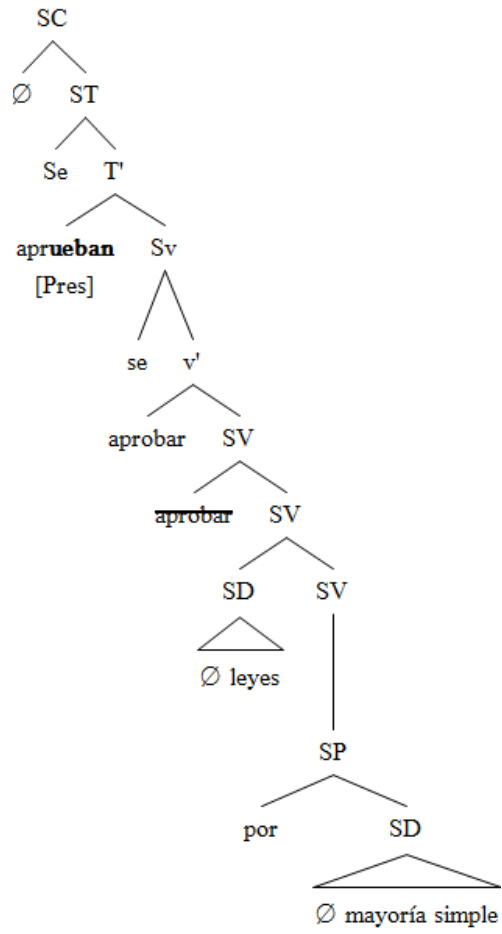 SC
∅ ST
Se T'
aprueban Sv
[Pres]
se v'
aprobar SV
aprobar SV
SD SV
∅ leyes
SP
por SD
∅ mayoría simple